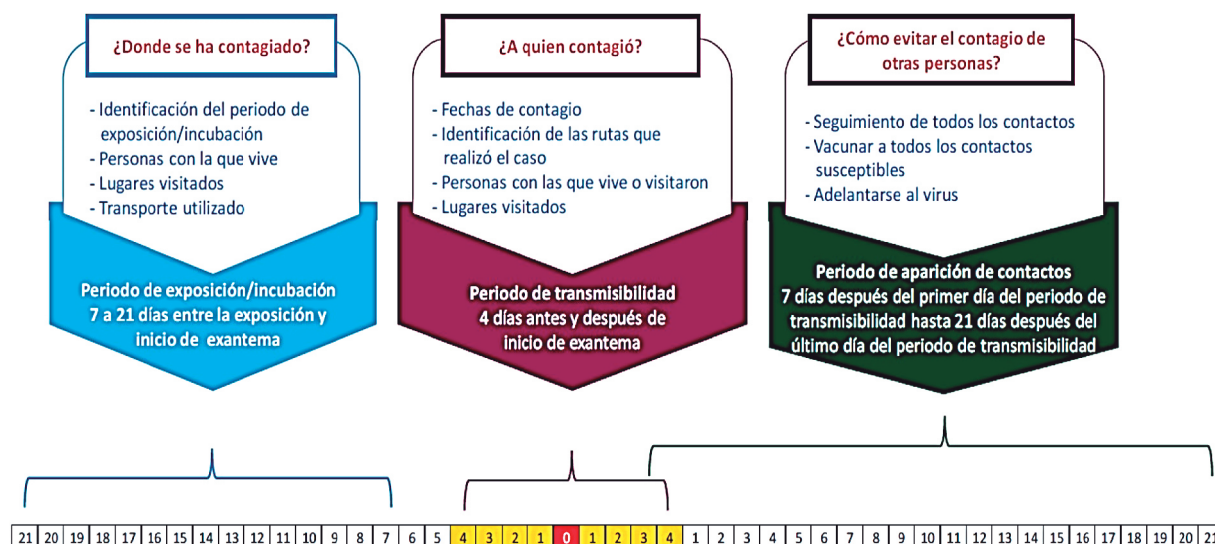 ¿Donde se ha contagiado?
- Identificación del periodo de
exposición/incubación
- Personas con la que vive
- Lugares visitados
- Transporte utilizado
Periodo de exposición/incubación
7 a 21 días entre la exposición y
inicio de exantema
¿A quien contagió?
- Fechas de contagio
- Identificación de las rutas que
realizó el caso
- Personas con las que vive o visitaron
- Lugares visitados
Periodo de transmisibilidad
4 días antes y después de
inicio de exantema
¿Cómo evitar el contagio de
otras personas?
- Seguimiento de todos los contactos
- Vacunar a todos los contactos
susceptibles
- Adelantarse al virus
Periodo de aparición de contactos
7 días después del primer día del periodo de
transmisibilidad hasta 21 días después del
último día del periodo de transmisibilidad
21 20 19 18 17 16 15 14 13 12 11 10 9 8 7 6 5 4 3 2 1 0 1 2 3 4 1 2 3 4 5 6 7 8 9 10 11 12 13 14 15 16 17 18 19 20 21